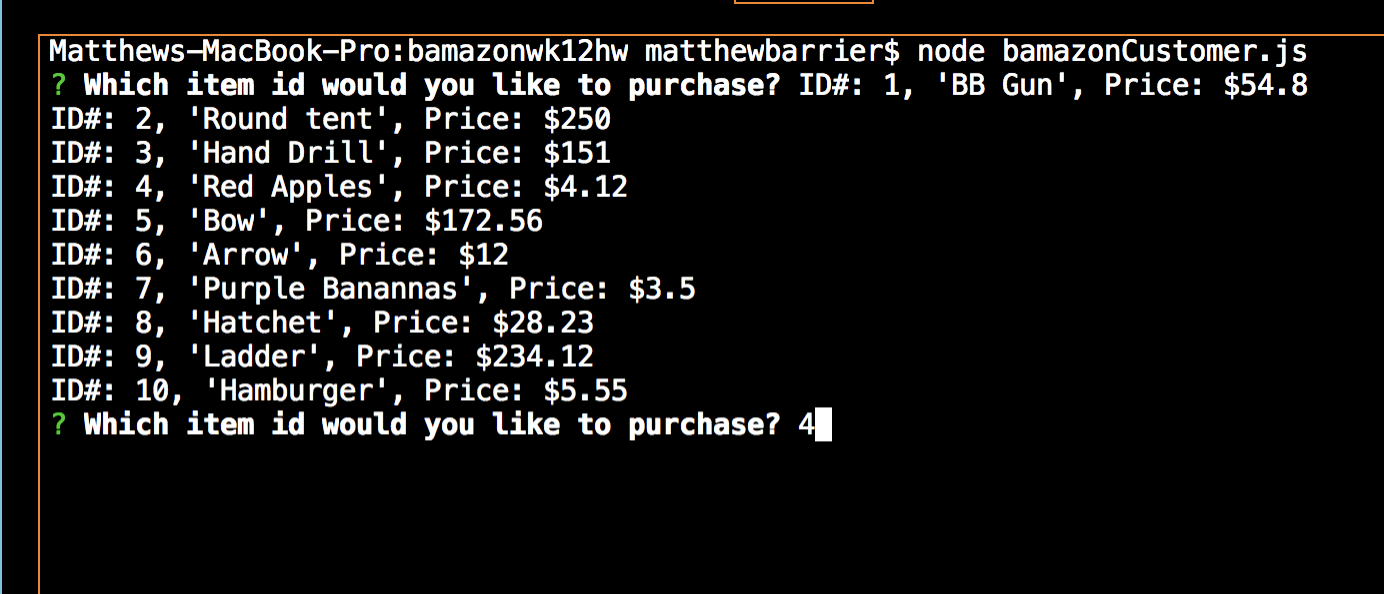 Matthews-MacBook-Pro:bamazonwk12hw matthewbarrier$ node bamazonCustomer.js
? Which item id would you like to purchase? ID#: 1, 'BB Gun', Price: $54.8
ID#: 2, 'Round tent', Price: $250
ID#: 3, 'Hand Drill', Price: $151
ID#: 4, 'Red Apples', Price: $4.12
ID#: 5, 'Bow', Price: $172.56
ID#: 6, 'Arrow', Price: $12
ID#: 7, 'Purple Banannas', Price: $3.5
ID#: 8, 'Hatchet', Price: $28.23
ID#: 9, 'Ladder', Price: $234.12
ID#: 10, 'Hamburger', Price: $5.55
? Which item id would you like to purchase? 4